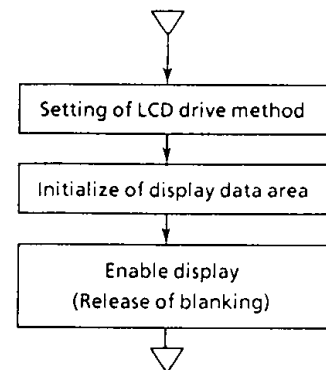 Setting of LCD drive method
Initialize of display data area
Enable display
(Release of blanking)